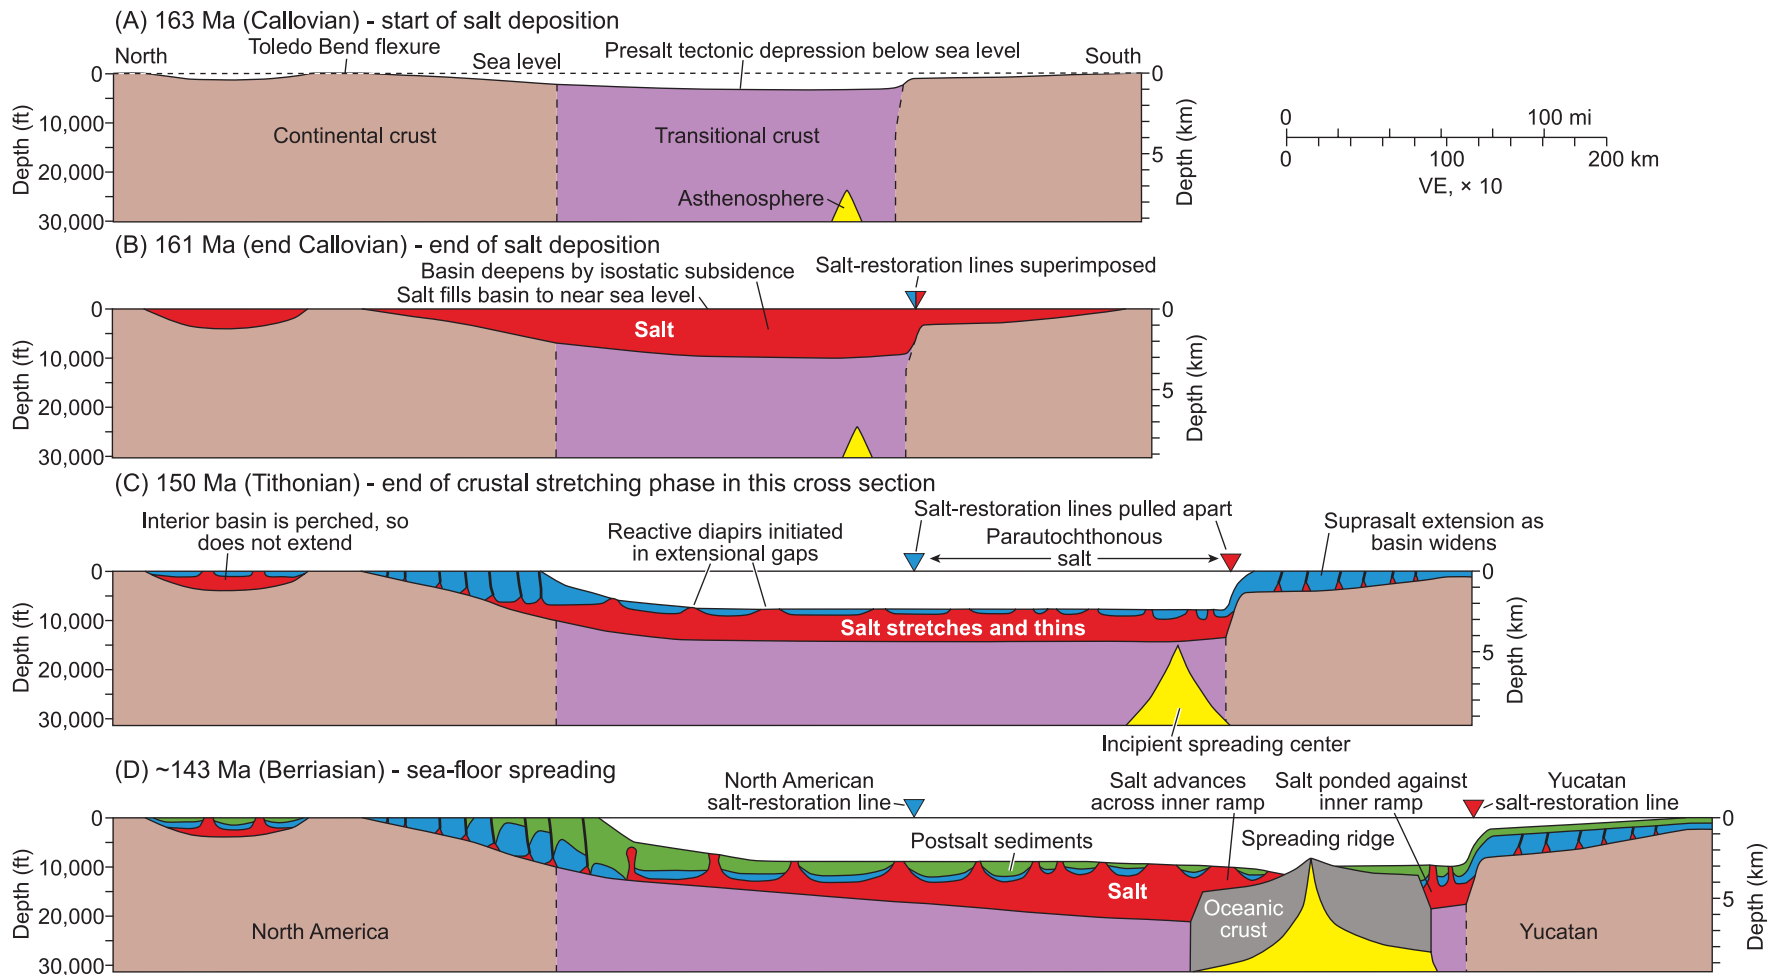 (A) 163 Ma (Callovian) - start of salt deposition
North
Toledo Bend flexure
Sea level
Presalt tectonic depression below sea level
South
0
10,000
20,000
30,000
Depth (ft)
Continental crust
Transitional crust
Asthenosphere
0
5
Depth (km)
0
100 mi
0
100
200 km
VE, × 10
(B) 161 Ma (end Callovian) - end of salt deposition
Basin deepens by isostatic subsidence
Salt fills basin to near sea level
Salt-restoration lines superimposed
0
10,000
20,000
30,000
Depth (ft)
Salt
0
5
Depth (km)
(C) 150 Ma (Tithonian) - end of crustal stretching phase in this cross section
Interior basin is perched, so
does not extend
Reactive diapirs initiated
in extensional gaps
Salt-restoration lines pulled apart
Parautochthonous
salt
Suprasalt extension as
basin widens
0
10,000
20,000
30,000
Depth (ft)
Salt stretches and thins
0
5
Depth (km)
Incipient spreading center
(D) ~143 Ma (Berriasian) - sea-floor spreading
North American
salt-restoration line
Salt advances
across inner ramp
Salt ponded against
inner ramp
Yucatan
salt-restoration line
0
10,000
20,000
30,000
Depth (ft)
Postsalt sediments
Spreading ridge
Salt
Oceanic
crust
North America
Yucatan
0
5
Depth (km)